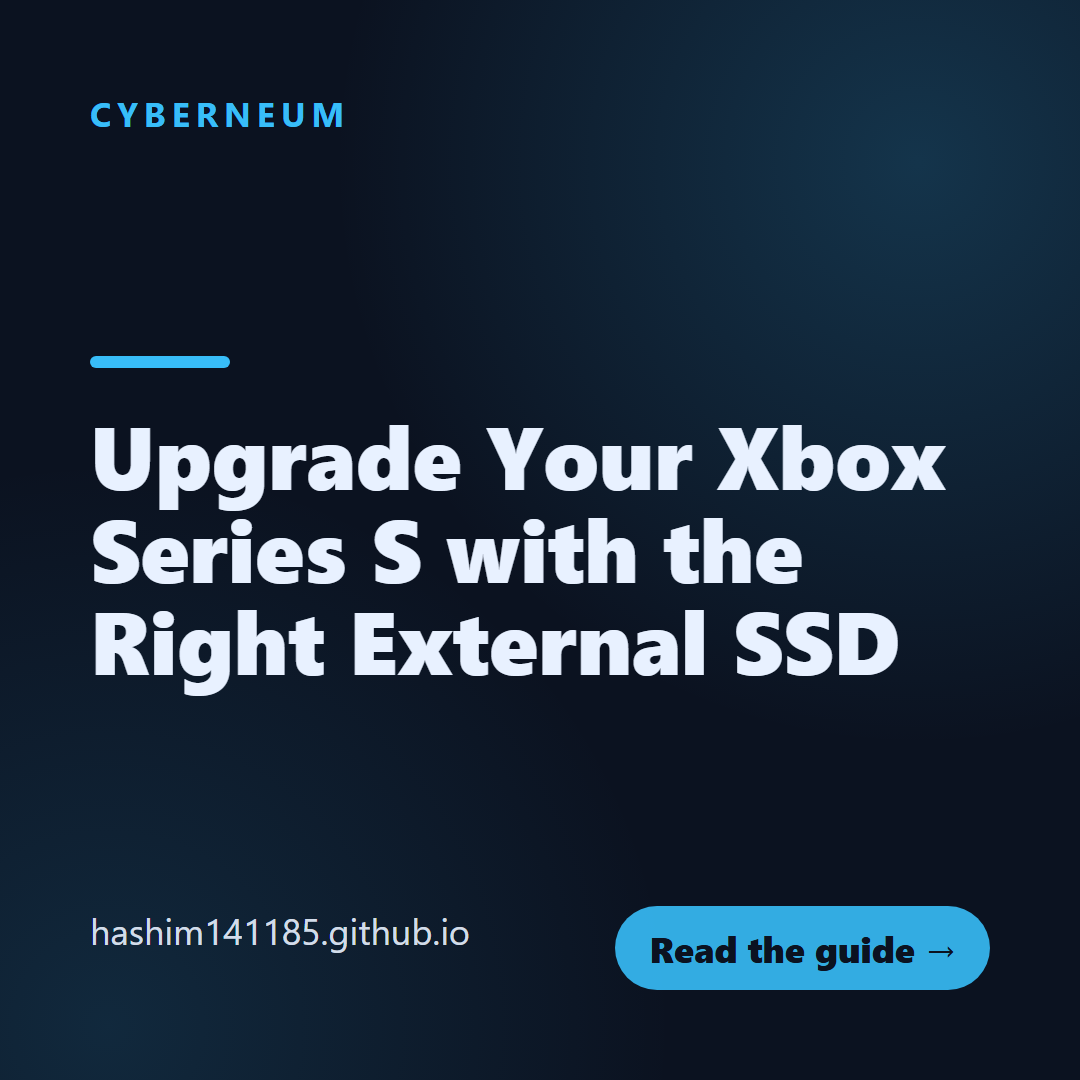 CYBERNEUM
Upgrade Your Xbox
Series S with the
Right External SSD
hashim141185.github.io
Read the guide →